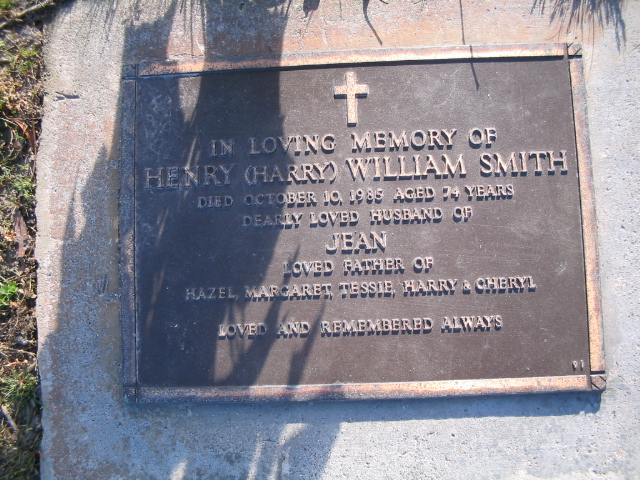 IN LOVING MEMORY OF
HENRY (HARRY) WILLIAM SMITH
DIED OCTOBER 10, 1985 AGED 74 YEARS
DEARLY LOVED HUSBAND OF
JEAN
LOVED FATHER OF
HAZEL, MARGARET, TESSIE, HARRY & CHERYL
LOVED AND REMEMBERED ALWAYS
91